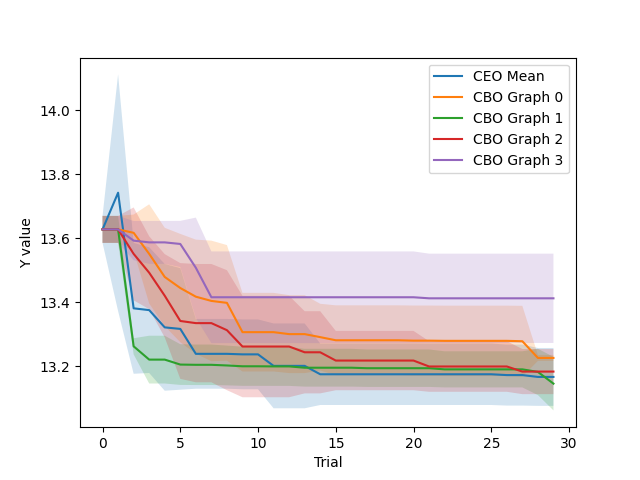 CEO Mean
CBO Graph 0
CBO Graph 1
CBO Graph 2
CBO Graph 3
14.0
13.8
13.6
13.4
13.2
Y value
0 5 10 15 20 25 30
Trial